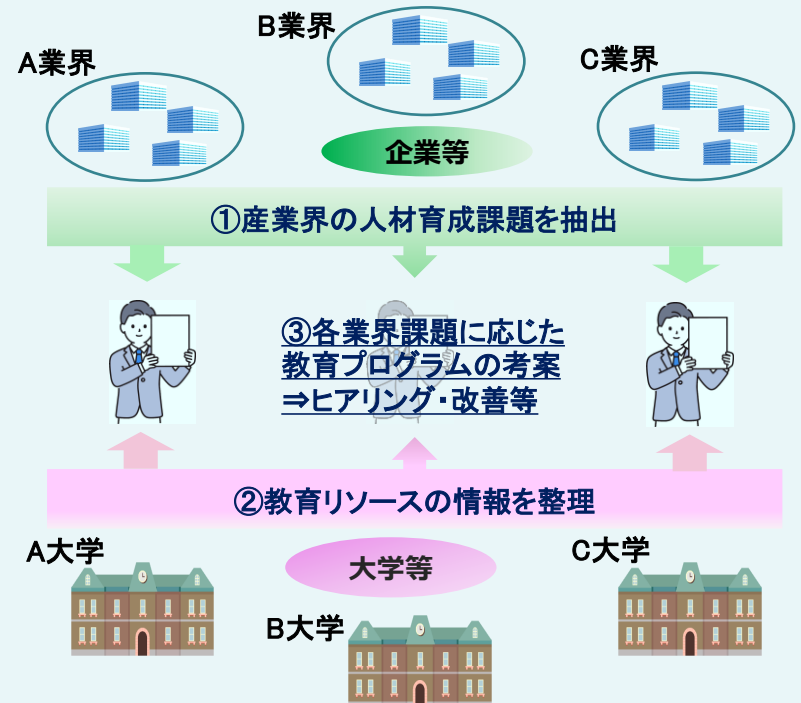 B業界
A業界
C業界
企業等
①産業界の人材育成課題を抽出
③各業界課題に応じた
教育プログラムの考案
⇒ヒアリング・改善等
②教育リソースの情報を整理
A大学
大学等
C大学
B大学